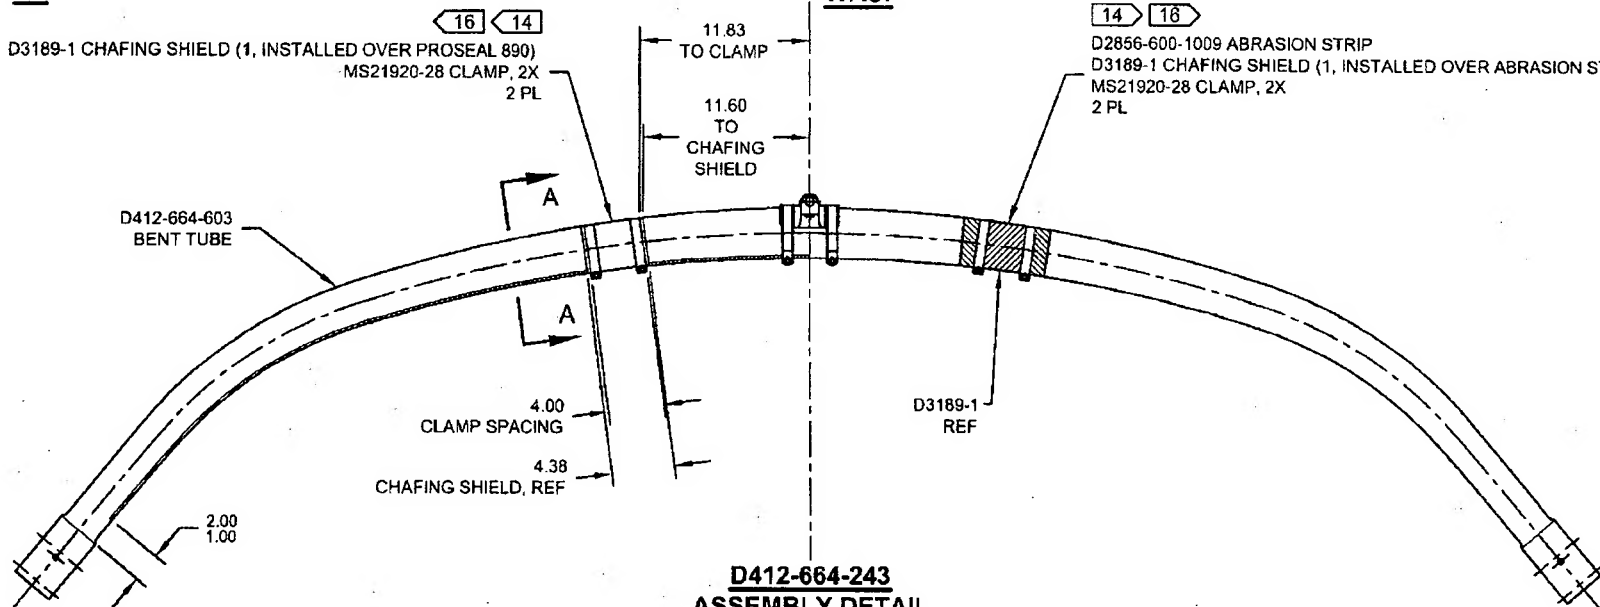 16 14
D3189-1 CHAFING SHIELD (1, INSTALLED OVER PROSEAL 890)
MS21920-28 CLAMP, 2X
2 PL
11.83
TO CLAMP
11.60
TO
CHAFING
SHIELD
14 16
D2856-600-1009 ABRASION STRIP
D3189-1 CHAFING SHIELD (1, INSTALLED OVER ABRASION S
MS21920-28 CLAMP, 2X
2 PL
A
D412-664-603
BENT TUBE
A
4.00
CLAMP SPACING
4.38
CHAFING SHIELD, REF
D3189-1
REF
2.00
1.00
D412-664-243
ASSEMBLY DETAIL